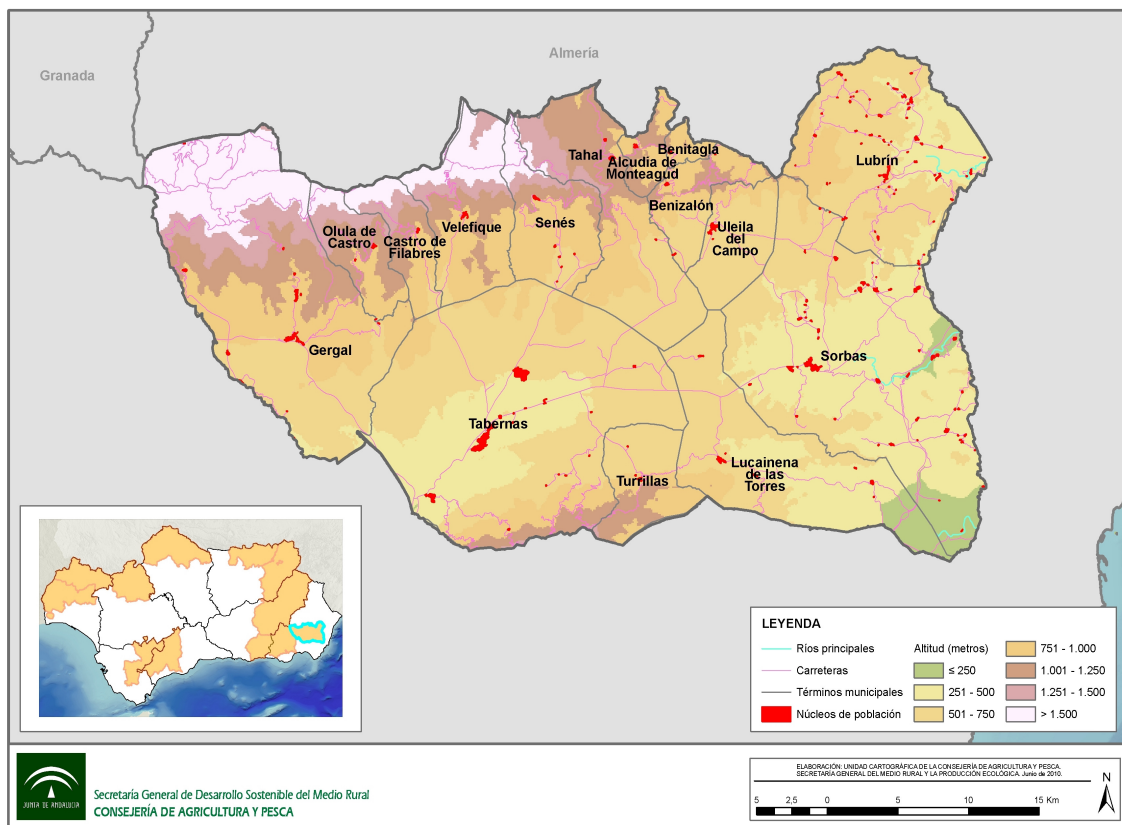 Granada
Almería
Tahal
Benitagla
Alcudia de
Monteagud
Lubrín
Benizalón
Olula de
Castro
Castro de
Filabres
Velefique
Senés
Uleila
del
Campo
Gergal
Sorbas
Tabernas
Turrillas
Lucainena
de las
Torres
LEYENDA
Ríos principales
Carreteras
Términos municipales
Núcleos de población
Altitud (metros)
≤ 250
251 - 500
501 - 750
751 - 1.000
1.001 - 1.250
1.251 - 1.500
> 1.500
JUNTA DE ANDALUCIA
Secretaría General de Desarrollo Sostenible del Medio Rural
CONSEJERÍA DE AGRICULTURA Y PESCA
ELABORACIÓN: UNIDAD CARTOGRÁFICA DE LA CONSEJERÍA DE AGRICULTURA Y PESCA.
SECRETARÍA GENERAL DEL MEDIO RURAL Y LA PRODUCCIÓN ECOLÓGICA. Junio de 2010.
5 2,5 0 5 10 15 Km
N